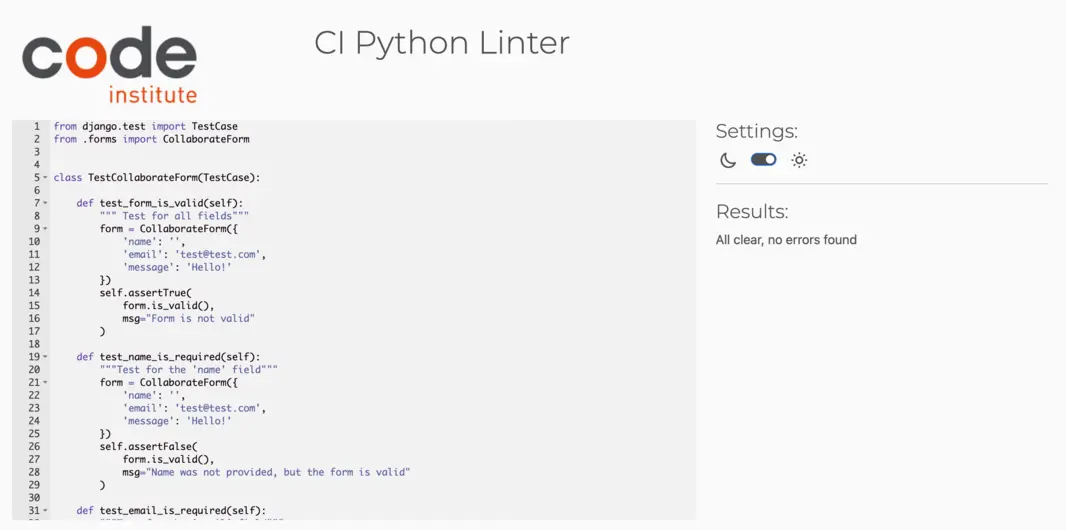 code
institute
CI Python Linter
1 from django.test import TestCase
2 from .forms import CollaborateForm
3
4
5 class TestCollaborateForm(TestCase):
6
7 def test_form_is_valid(self):
8 """ Test for all fields"""
9 form = CollaborateForm({
10 'name': '',
11 'email': 'test@test.com',
12 'message': 'Hello!'
13 })
14 self.assertTrue(
15 form.is_valid(),
16 msg="Form is not valid"
17 )
18
19 def test_name_is_required(self):
20 """Test for the 'name' field"""
21 form = CollaborateForm({
22 'name': '',
23 'email': 'test@test.com',
24 'message': 'Hello!'
25 })
26 self.assertFalse(
27 form.is_valid(),
28 msg="Name was not provided, but the form is valid"
29 )
30
31 def test_email_is_required(self):
Settings:
Results:
All clear, no errors found